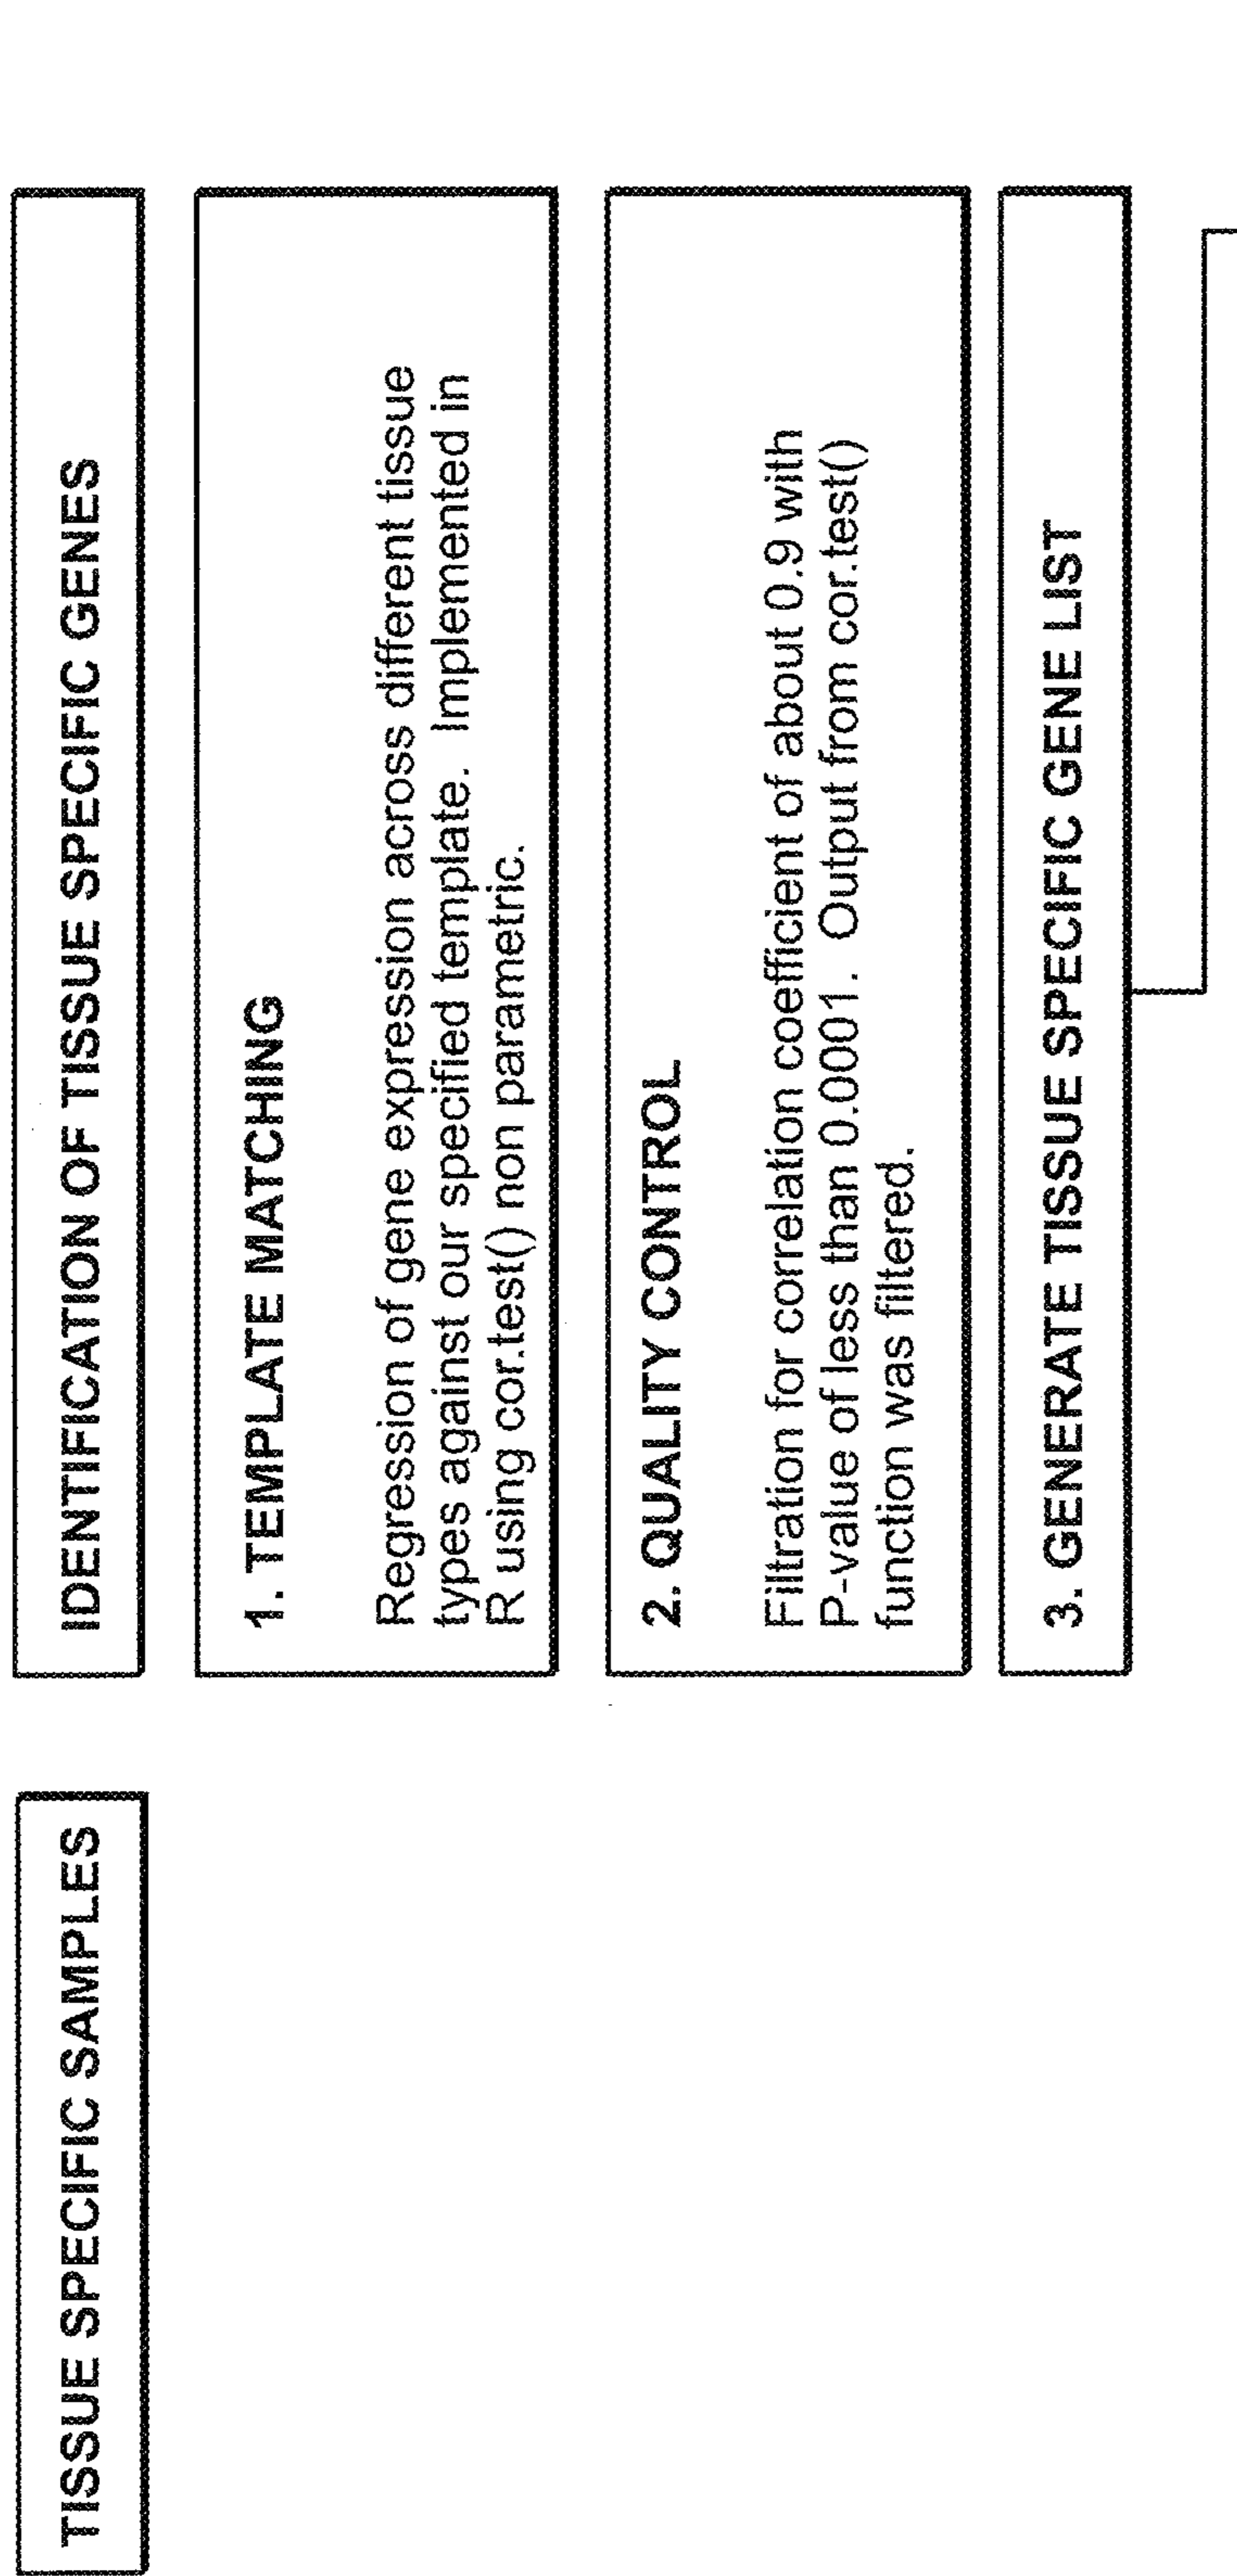 TISSUE SPECIFIC SAMPLES
IDENTIFICATION OF TISSUE SPECIFIC GENES
1. TEMPLATE MATCHING
Regression of gene expression across different tissue
types against our specified template. Implemented in
R using cor.test() non parametric.
2. QUALITY CONTROL
Filtration for correlation coefficient of about 0.9 with
P-value of less than 0.0001. Output from cor.test()
function was filtered.
3. GENERATE TISSUE SPECIFIC GENE LIST